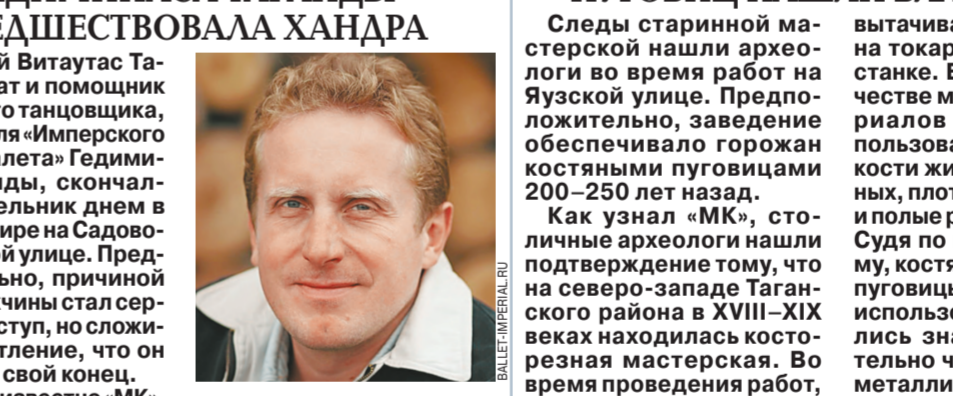 ЕДШЕСТВОВАЛА ХАНДРА
й Витаутас Та-
ат и помощник
го танцовщика,
ля «Имперского
алета» Гедими-
нды, скончал-
ельник днем в
ире на Садово-
й улице. Пред-
ьно, причиной
чины стал сер-
ступ, но сложи-
тление, что он
свой конец.
BALLET-IMPERIAL.RU
Следы старинной ма-
стерской нашли архео-
логи во время работ на
Яузской улице. Предпо-
ложительно, заведение
обеспечивало горожан
костяными пуговицами
200–250 лет назад.
Как узнал «МК», сто-
личные археологи нашли
подтверждение тому, что
на северо-западе Таган-
ского района в XVIII–XIX
веках находилась косто-
резная мастерская. Во
время проведения работ,
вытачива
на токар
станке. В
честве м
риалов
пользова
кости жи
ных, плот
и полые р
Судя по
му, костя
пуговицы
использо
лись зна
тельно ч
металли